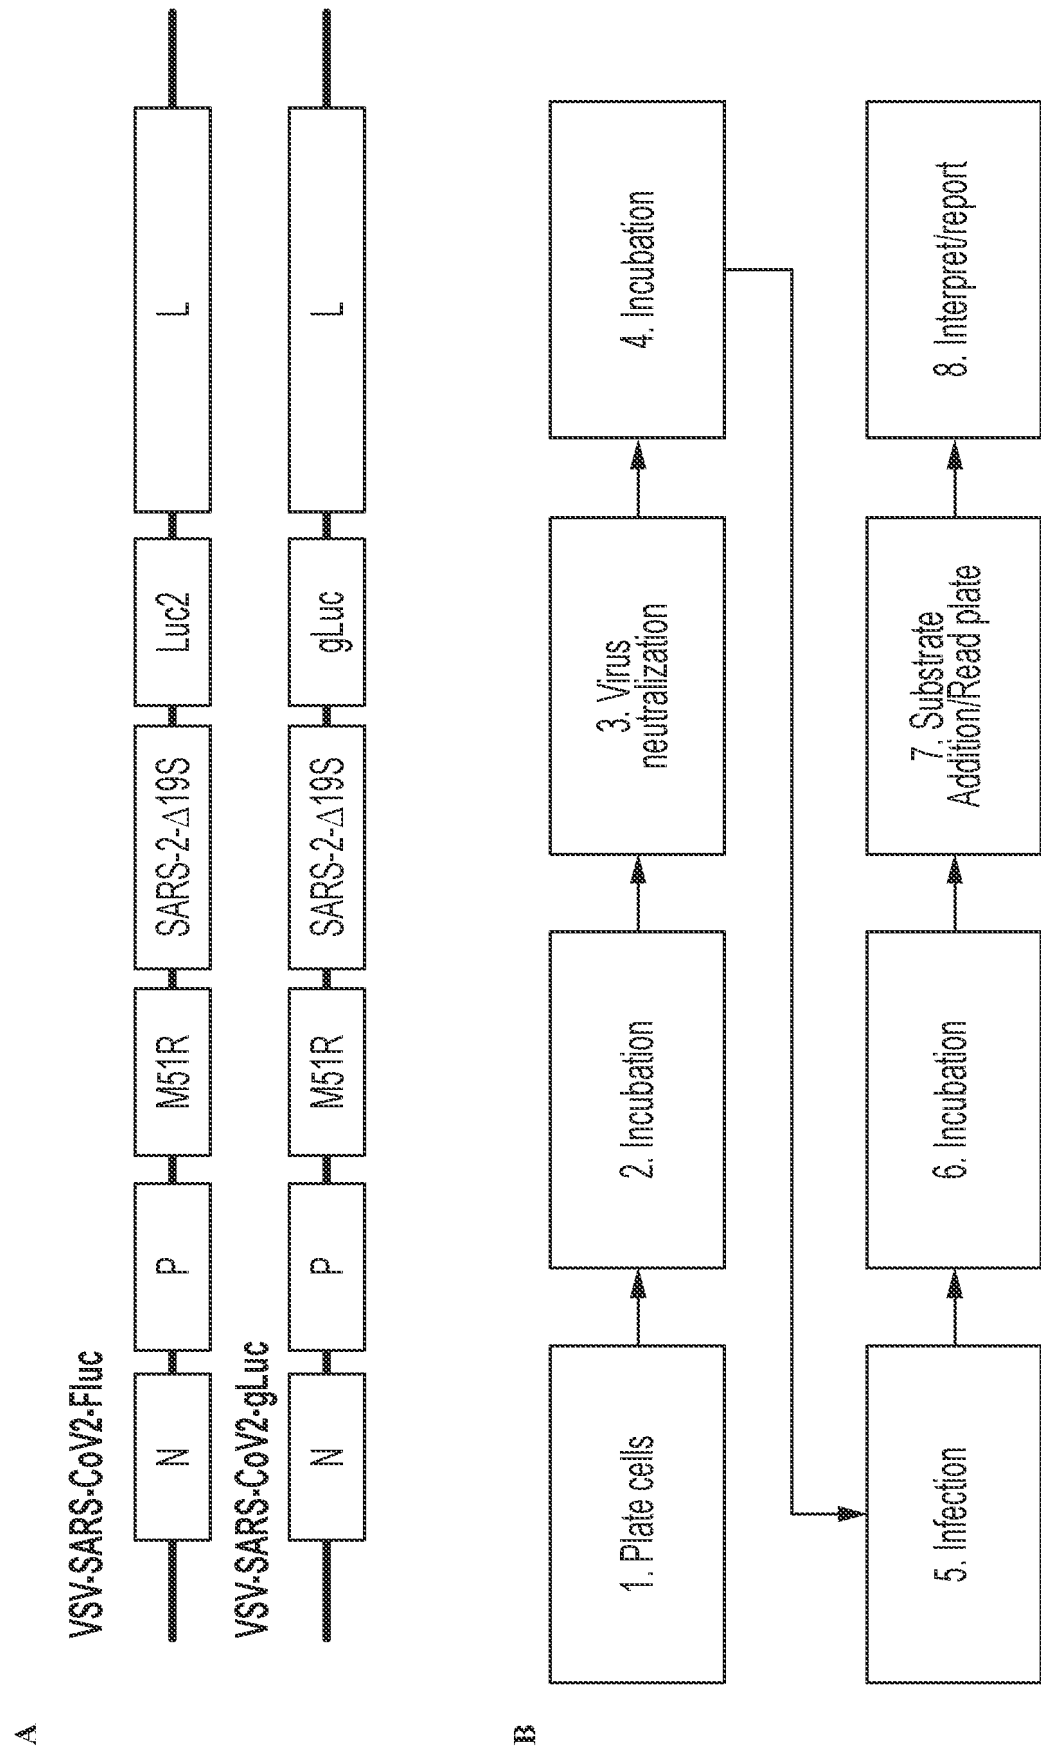 A
VSV-SARS-CoV2-Fluc
N
P
M51R
SARS-2-Δ19S
Luc2
L
VSV-SARS-CoV2-gLuc
N
P
M51R
SARS-2-Δ19S
gLuc
L
B
1. Plate cells
2. Incubation
3. Virus
neutralization
4. Incubation
5. Infection
6. Incubation
7. Substrate
Addition/Read plate
8. Interpret/report